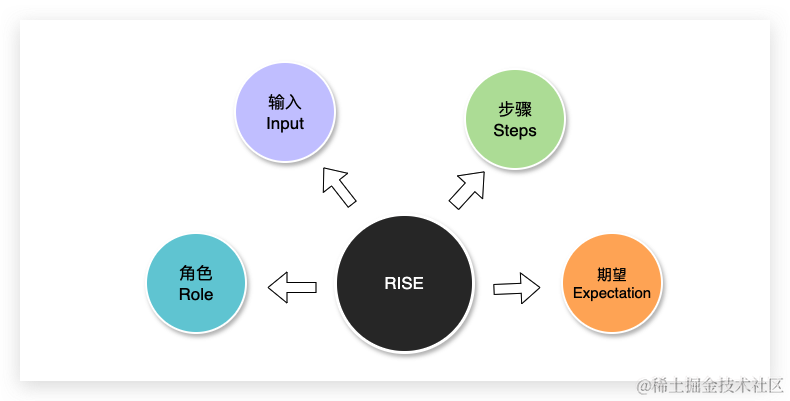 输入
Input
步骤
Steps
角色
Role
RISE
期望
Expectation
@稀土掘金技术社区